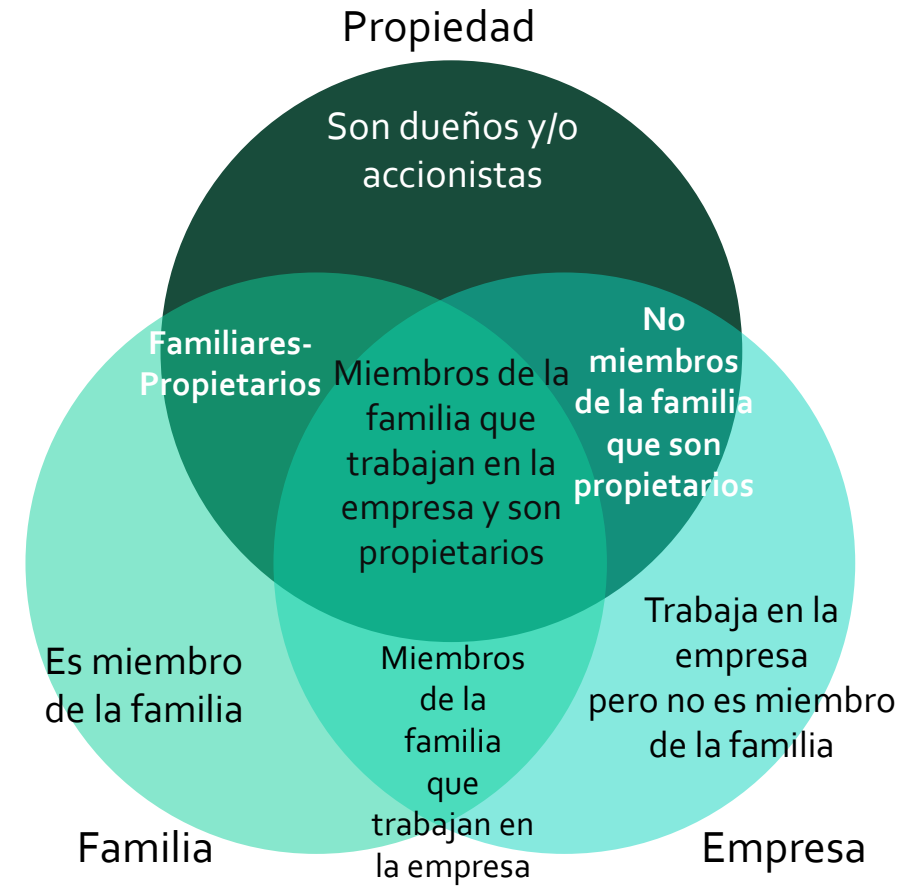 Propiedad
Son dueños y/o
accionistas
Familiares-
Propietarios
Miembros de la
familia que
trabajan en la
empresa y son
propietarios
No
miembros
de la familia
que son
propietarios
Es miembro
de la familia
Miembros
de la
familia
que
trabajan en
la empresa
Trabaja en la
empresa
pero no es miembro
de la familia
Familia
Empresa